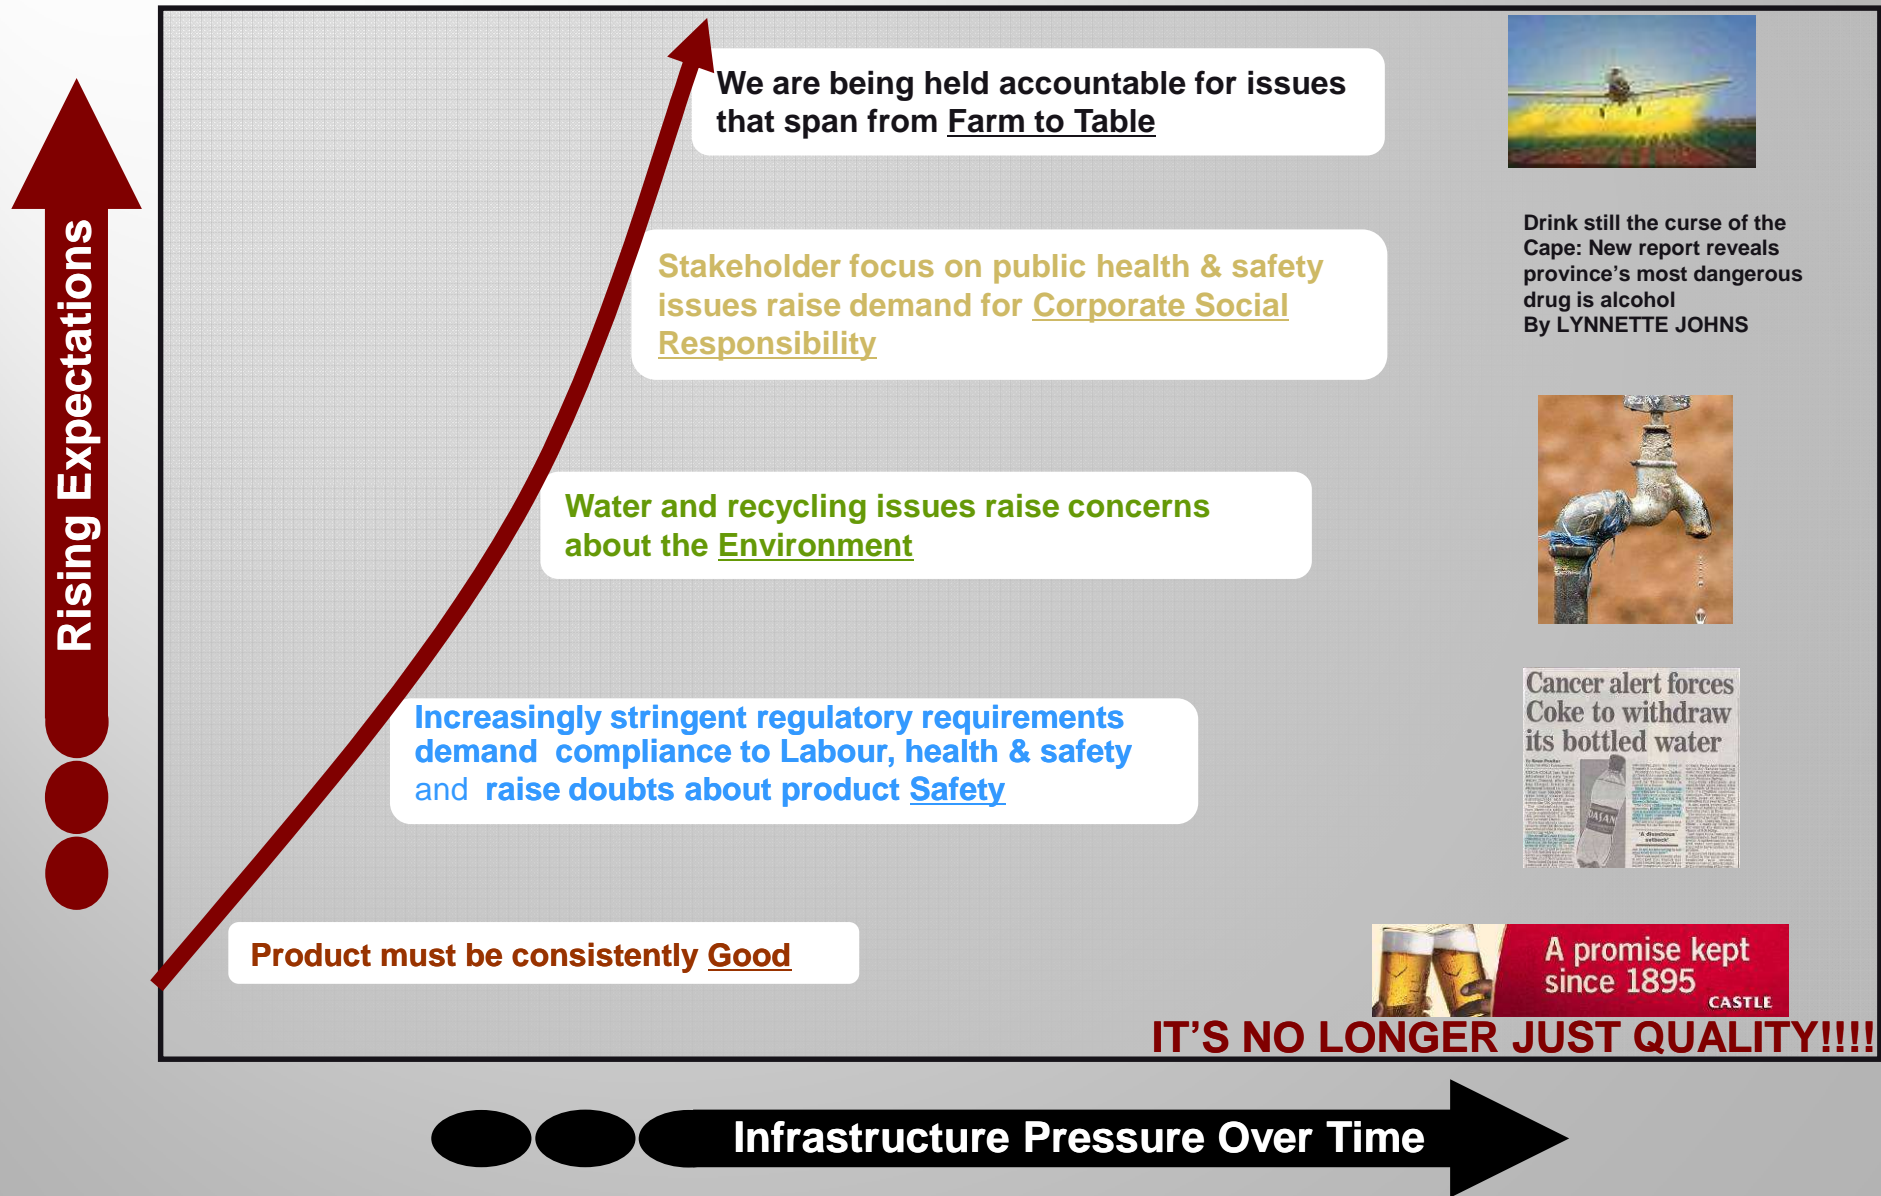 We are being held accountable for issues
that span from Farm to Table
Rising Expectations
Drink still the curse of the
Cape: New report reveals
province’s most dangerous
drug is alcohol
By LYNNETTE JOHNS
Stakeholder focus on public health & safety
issues raise demand for Corporate Social
Responsibility
Water and recycling issues raise concerns
about the Environment
Cancer alert forces
Coke to withdraw
its bottled water
'A disastrous
setback'
Increasingly stringent regulatory requirements
demand  compliance to Labour, health & safety
and  raise doubts about product Safety
Product must be consistently Good
A promise kept
since 1895
CASTLE
IT’S NO LONGER JUST QUALITY!!!!
Infrastructure Pressure Over Time